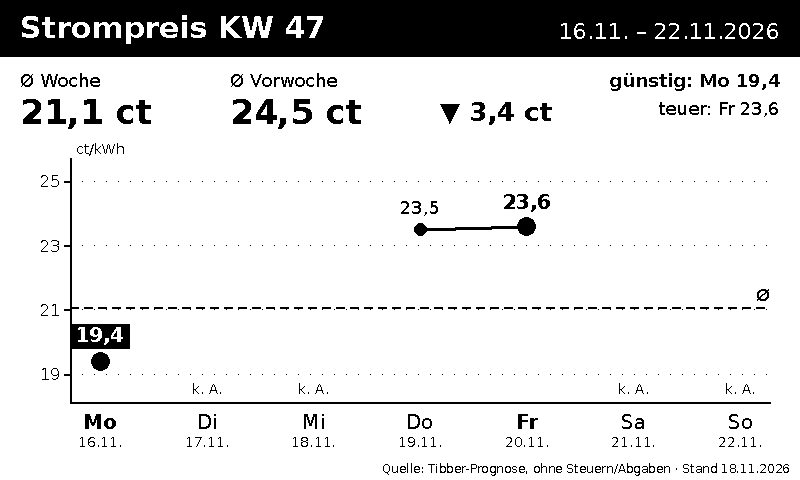 Strompreis KW 47
16.11. – 22.11.2026
Ø Woche
Ø Vorwoche
günstig: Mo 19,4
21,1 ct
24,5 ct
▼ 3,4 ct
teuer: Fr 23,6
ct/kWh
25
23,5
23,6
23
Ø
21
19,4
19
k. A.
k. A.
k. A.
k. A.
Mo
Di
Mi
Do
Fr
Sa
So
16.11.
17.11.
18.11.
19.11.
20.11.
21.11.
22.11.
Quelle: Tibber-Prognose, ohne Steuern/Abgaben · Stand 18.11.2026